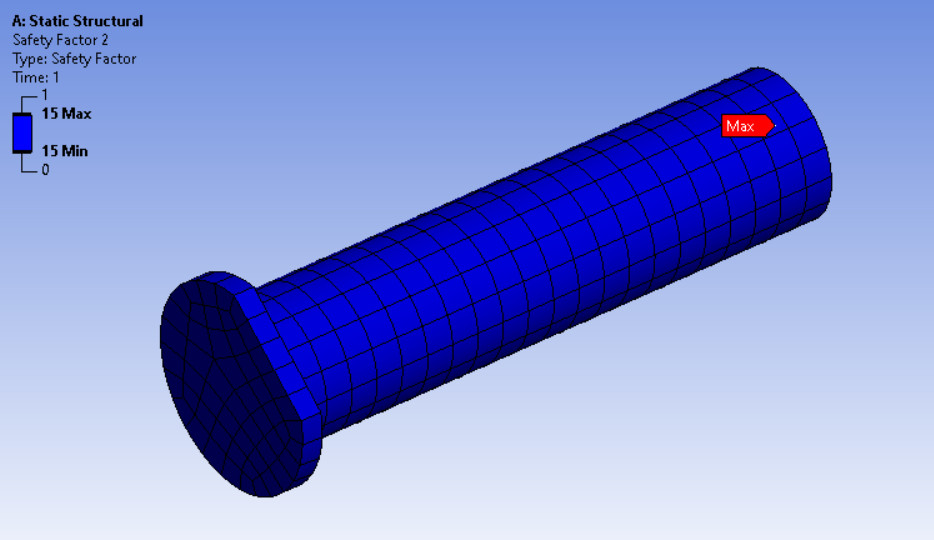 A: Static Structural
Safety Factor 2
Type: Safety Factor
Time: 1
1
15 Max
15 Min
0
Max